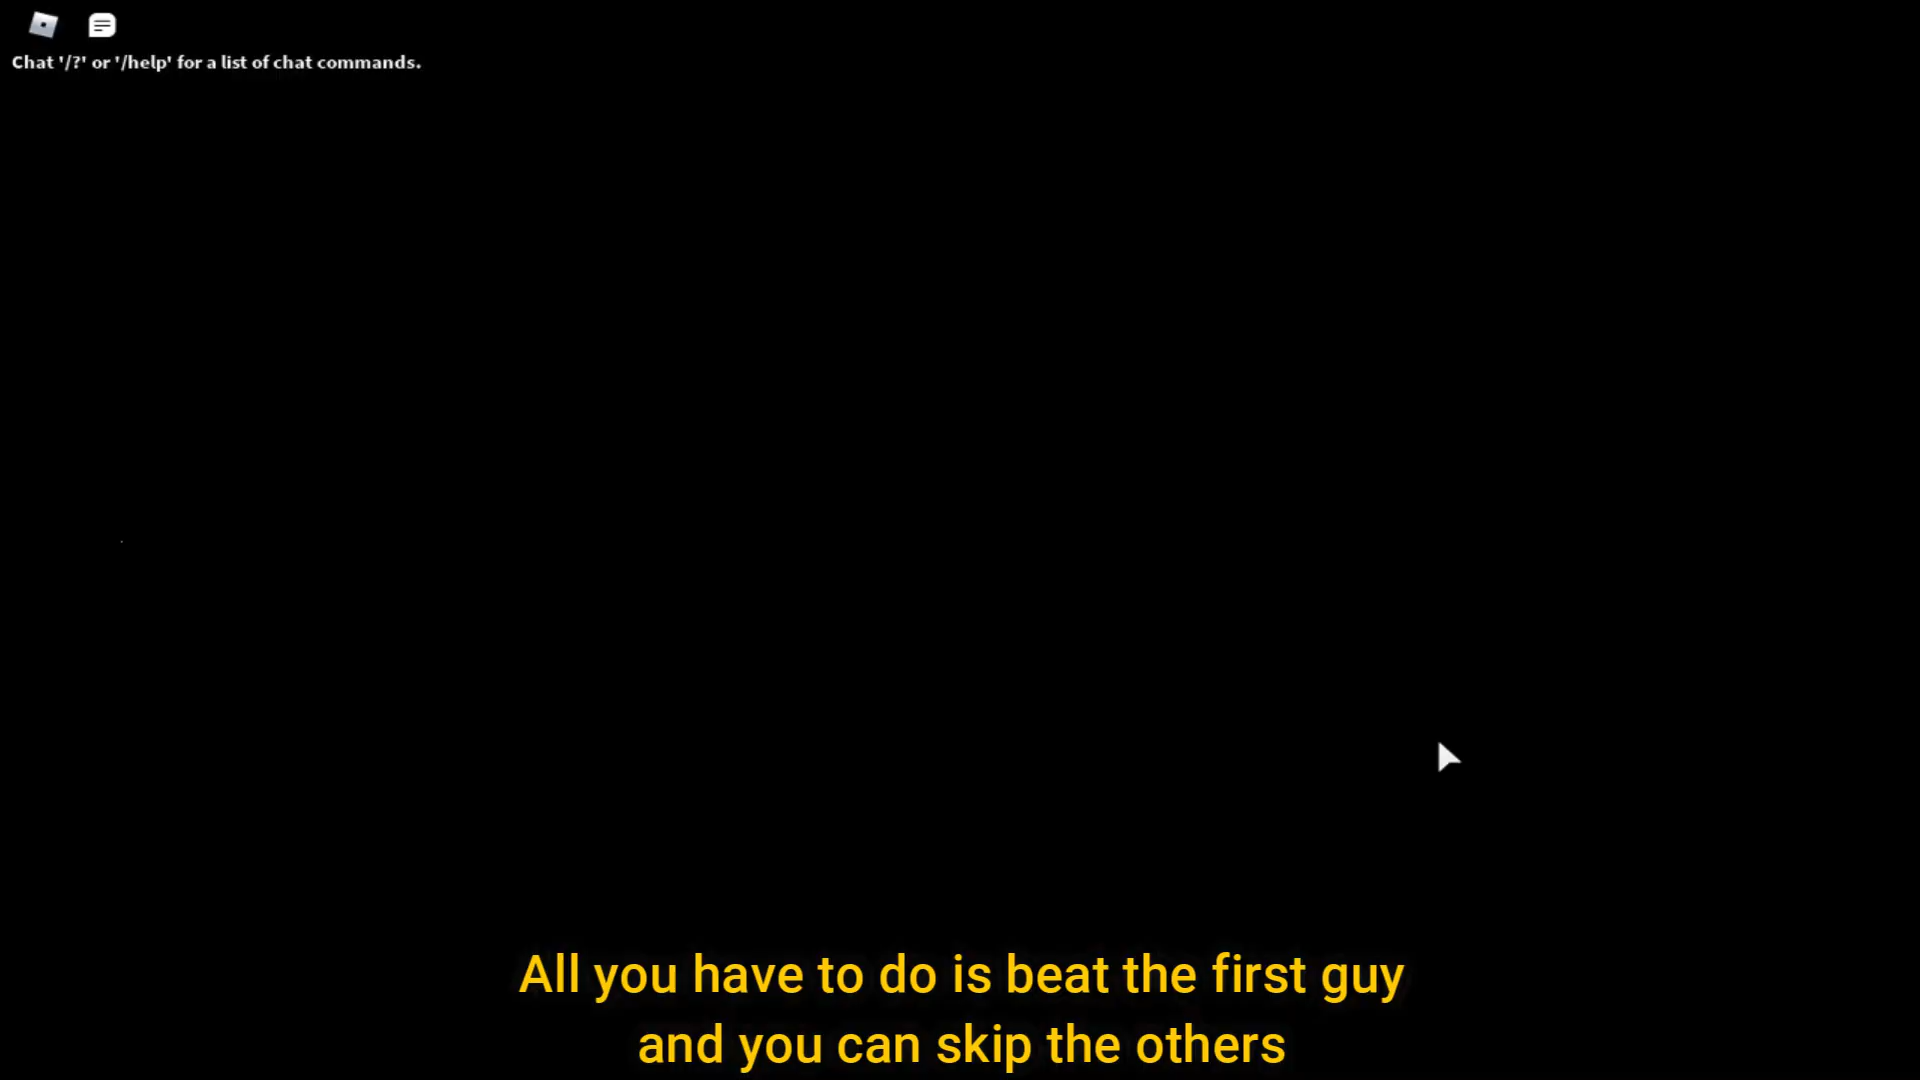 Chat '/?' or '/help' for a list of chat commands.
All you have to do is beat the first guy
and you can skip the others